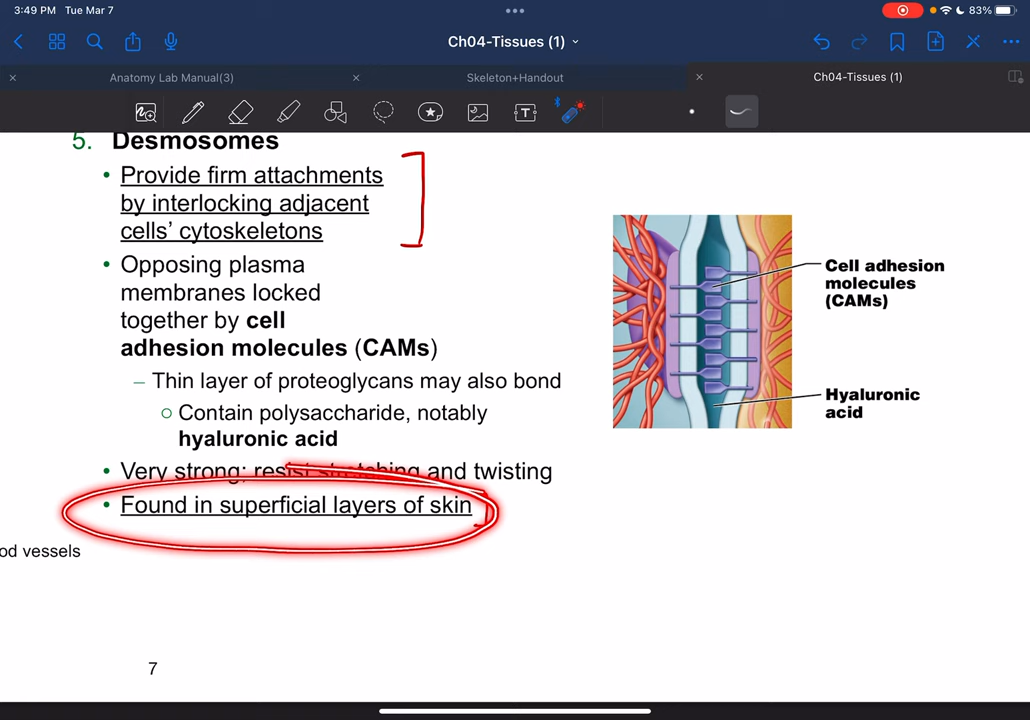 3:49 PM Tue Mar 7
83%
Ch04-Tissues (1)
Anatomy Lab Manual(3)
Skeleton+Handout
Ch04-Tissues (1)
5. Desmosomes
• Provide firm attachments
by interlocking adjacent
cells’ cytoskeletons
• Opposing plasma
membranes locked
together by cell
adhesion molecules (CAMs)
– Thin layer of proteoglycans may also bond
○ Contain polysaccharide, notably
hyaluronic acid
• Very strong; resist stretching and twisting
• Found in superficial layers of skin
od vessels
7
Cell adhesion
molecules
(CAMs)
Hyaluronic
acid